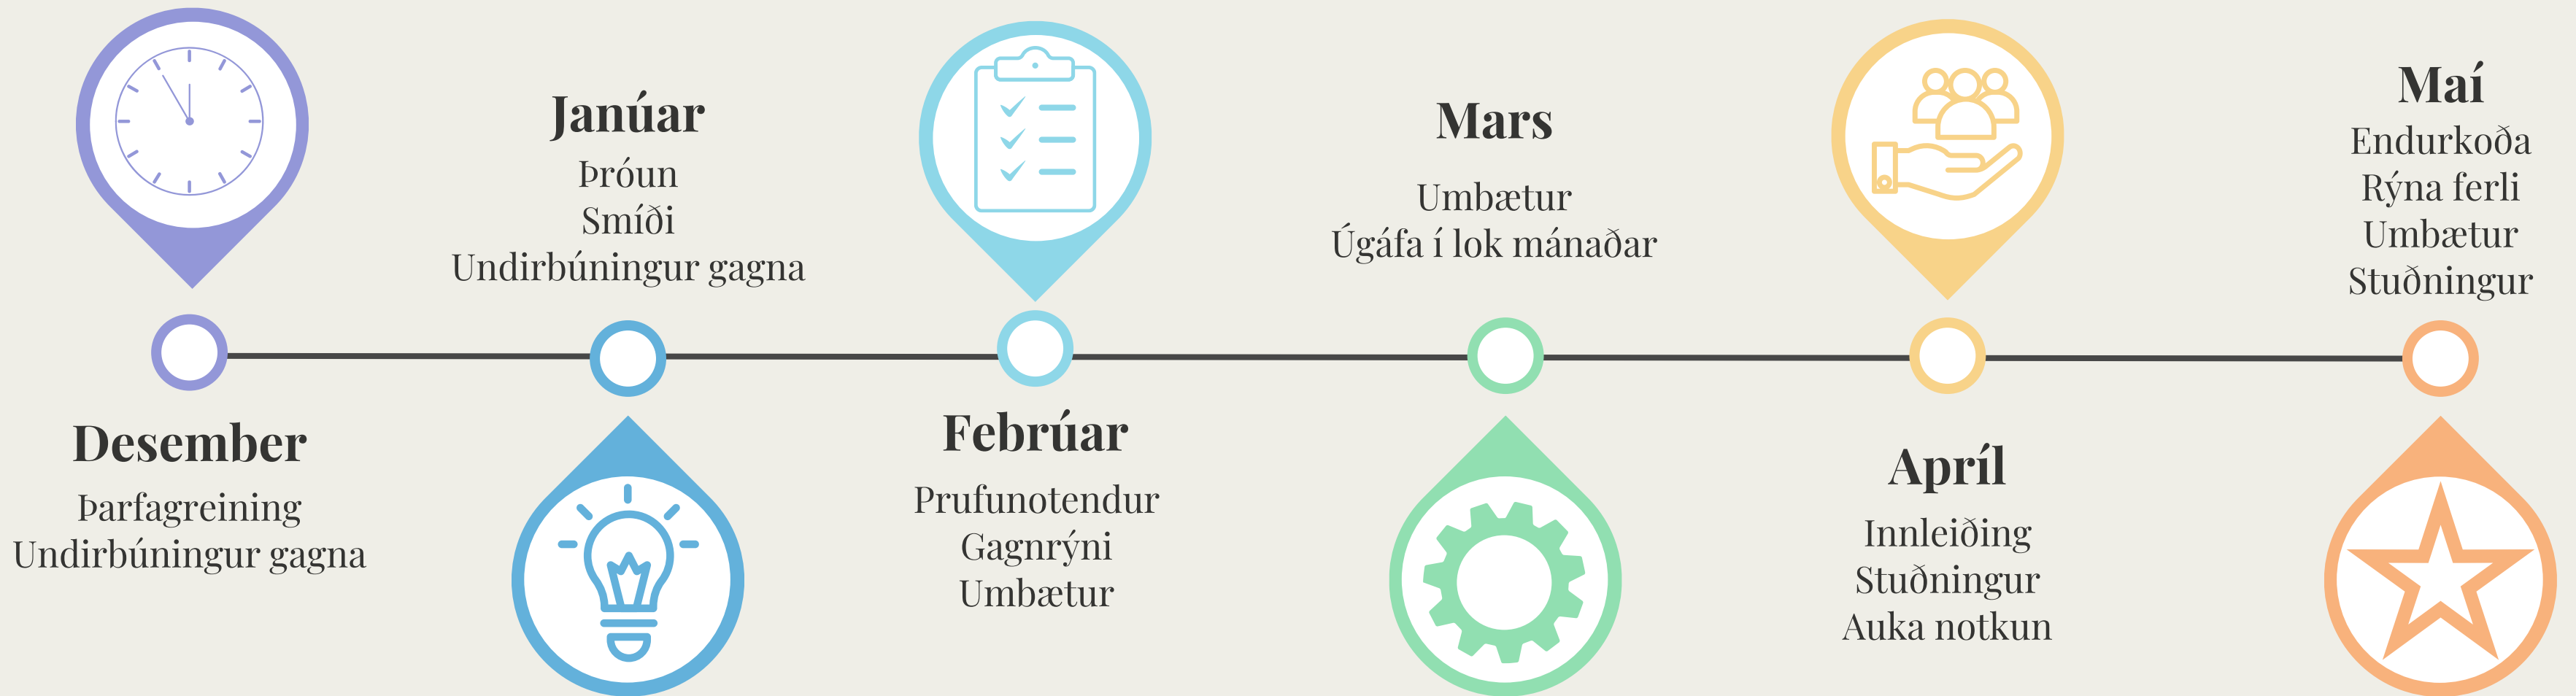 Desember
Þarfagreining
Undirbúningur gagna
Janúar
Þróun
Smíði
Undirbúningur gagna
Febrúar
Prufunotendur
Gagnrýni
Umbætur
Mars
Umbætur
Úgáfa í lok mánaðar
Apríl
Innleiðing
Stuðningur
Auka notkun
Maí
Endurkoða
Rýna ferli
Umbætur
Stuðningur